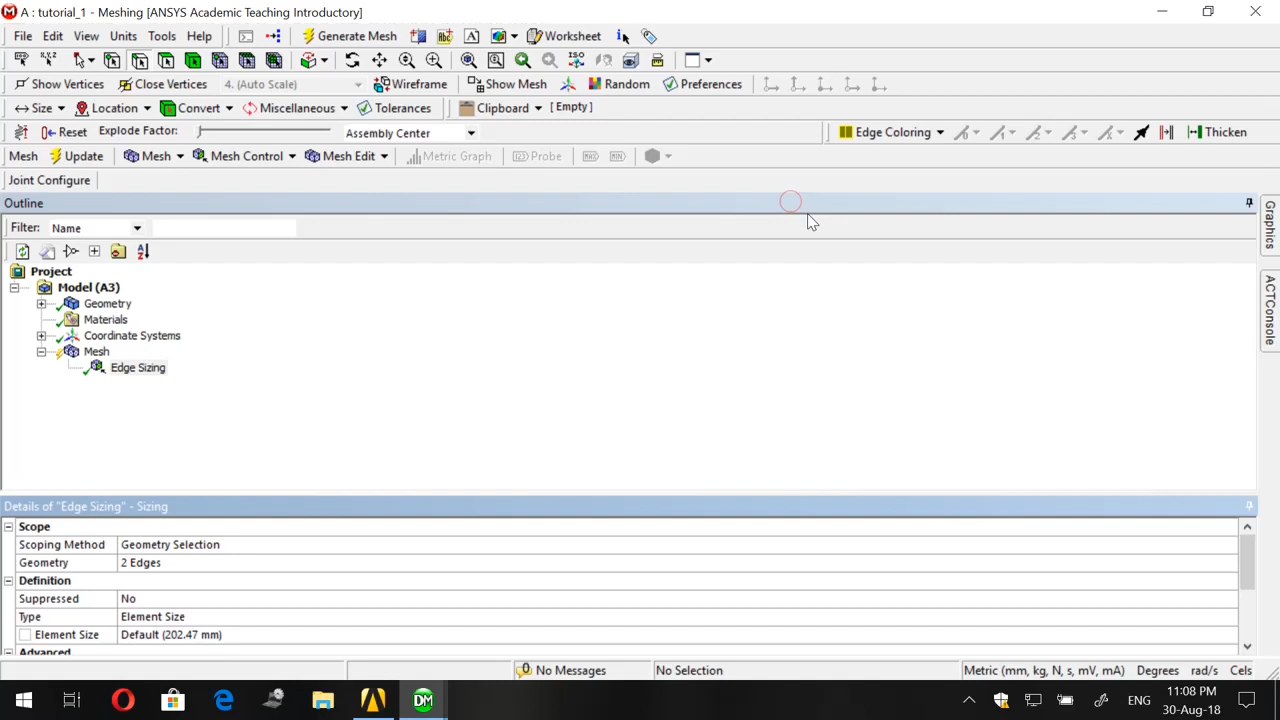 A : tutorial_1 - Meshing [ANSYS Academic Teaching Introductory]
File Edit View Units Tools Help Generate Mesh A Worksheet i
Show Vertices Close Vertices 4. (Auto Scale) Wireframe Show Mesh Random Preferences
Size Location Convert Miscellaneous Tolerances Clipboard [ Empty ]
Reset Explode Factor: Assembly Center Edge Coloring Thicken
Mesh Update Mesh Mesh Control Mesh Edit Metric Graph Probe MAX MIN
Joint Configure
Outline
Graphics
Filter: Name
Project
Model (A3)
Geometry
Materials
Coordinate Systems
Mesh
Edge Sizing
ACTConsole
Details of "Edge Sizing" - Sizing
Scope
Scoping Method Geometry Selection
Geometry 2 Edges
Definition
Suppressed No
Type Element Size
Element Size Default (202.47 mm)
Advanced
0 No Messages No Selection Metric (mm, kg, N, s, mV, mA) Degrees rad/s Cels
DM ENG 11:08 PM
30-Aug-18